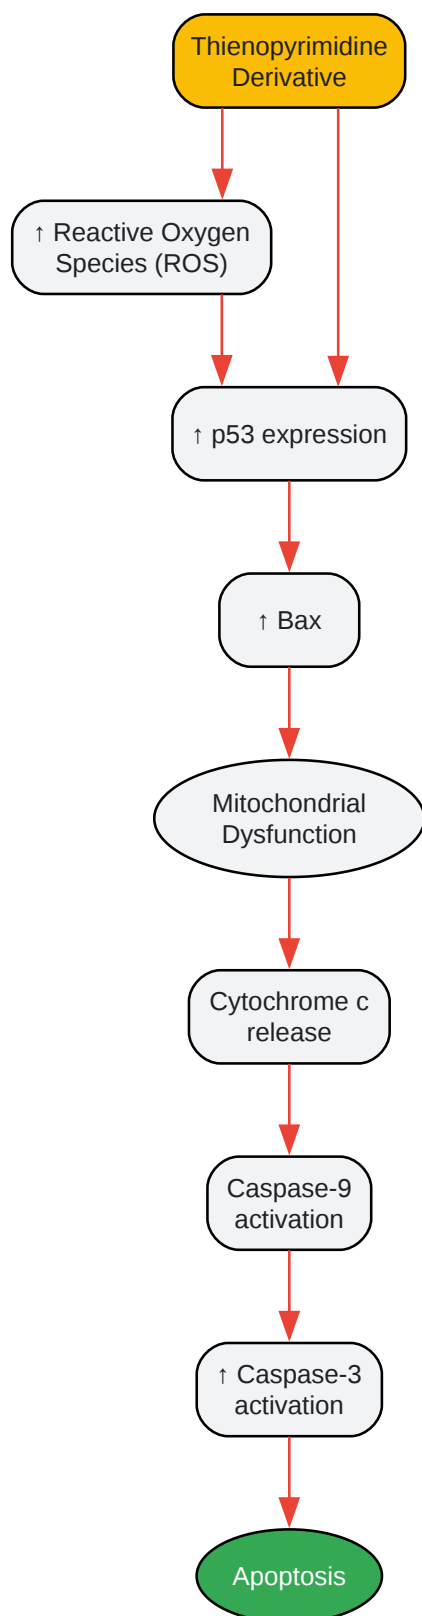 Thienopyrimidine
Derivative
↑ Reactive Oxygen
Species (ROS)
↑ p53 expression
↑ Bax
Mitochondrial
Dysfunction
Cytochrome c
release
Caspase-9
activation
↑ Caspase-3
activation
Apoptosis